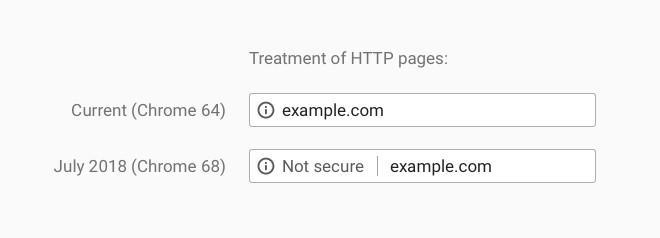 Treatment of HTTP pages:
Current (Chrome 64) example.com
July 2018 (Chrome 68) Not secure example.com